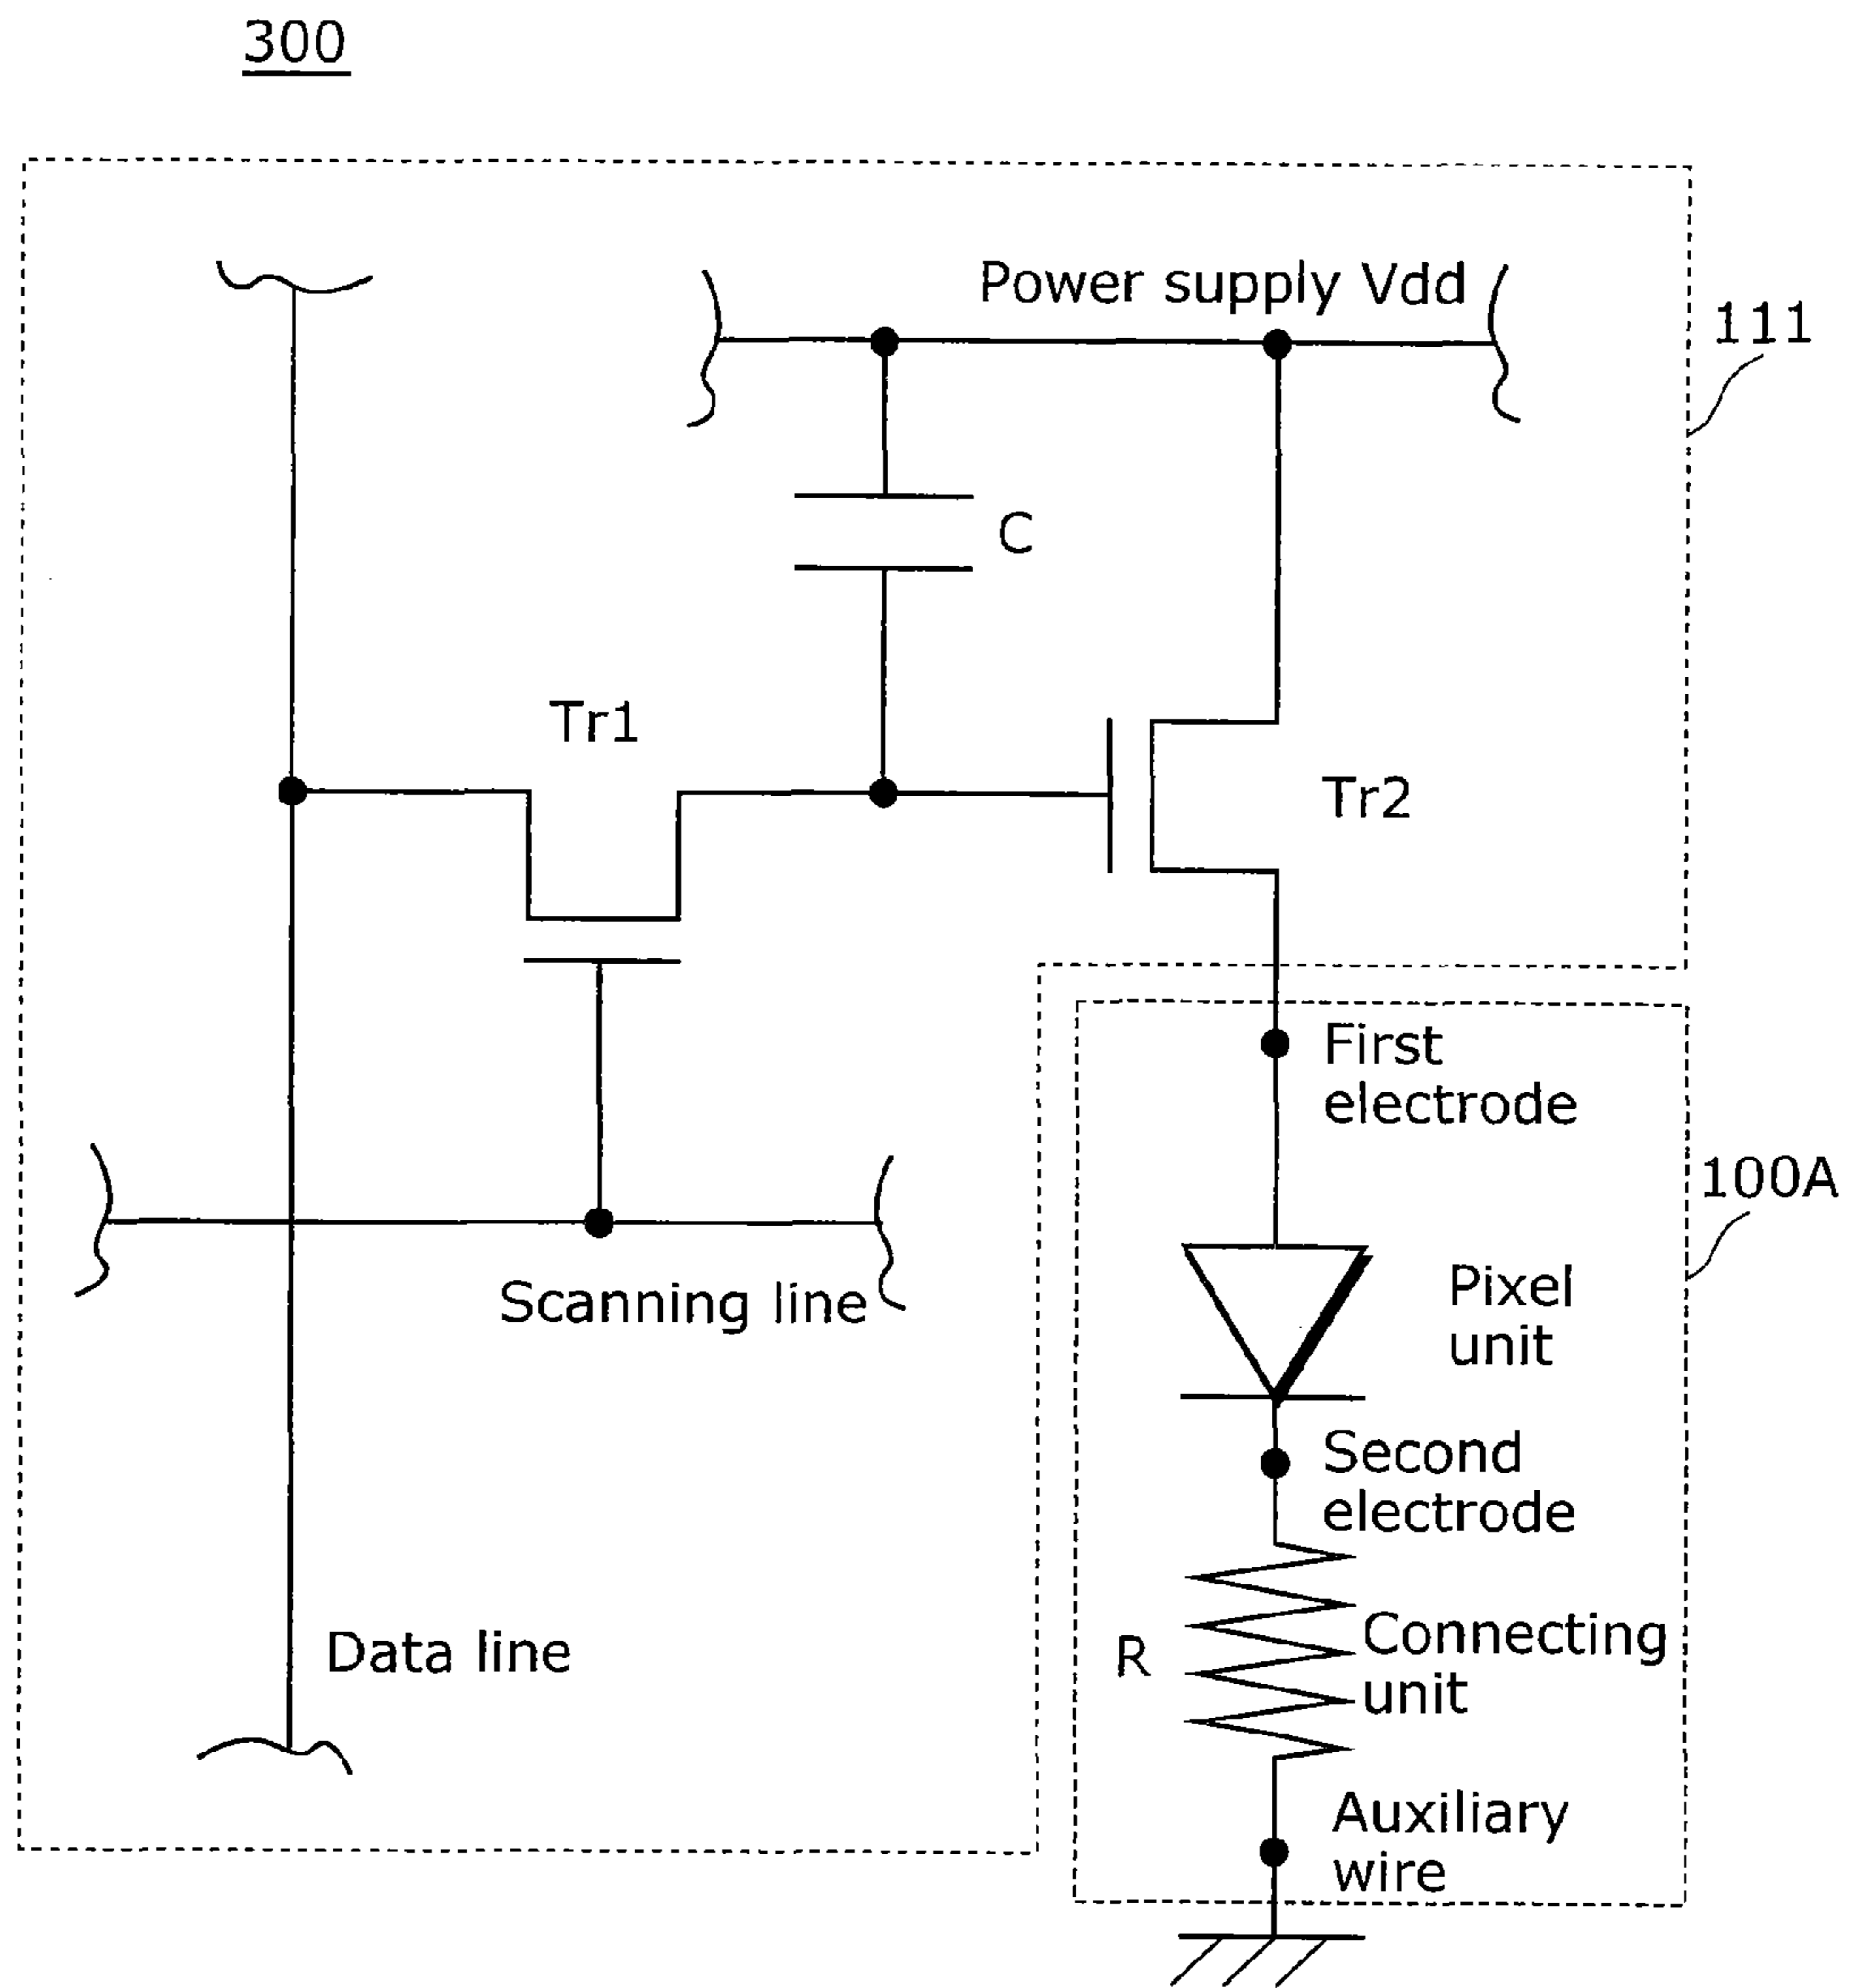 300
Power supply Vdd
111
C
Tr1
Tr2
First
electrode
100A
Pixel
unit
Scanning line
Second
electrode
Connecting
unit
R
Data line
Auxiliary
wire